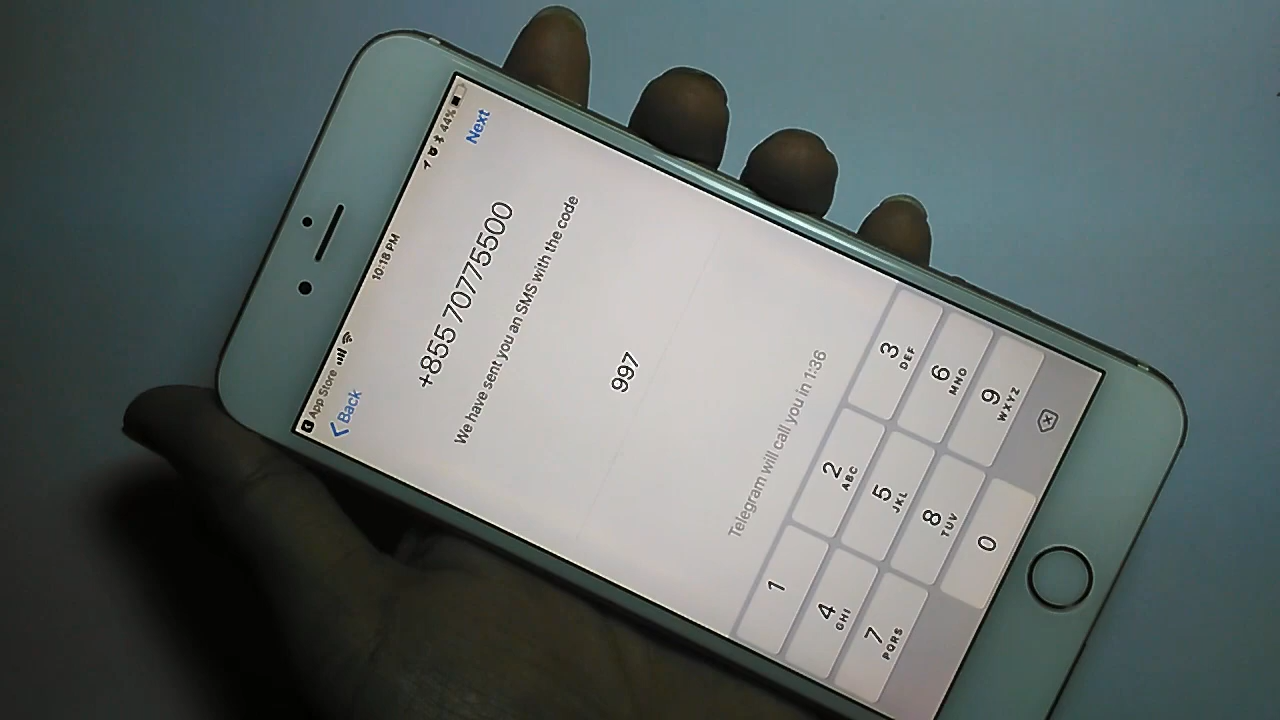 App Store 10:18 PM 44%
Back Next
+855 70775500
We have sent you an SMS with the code
997
Telegram will call you in 1:36
1 2 ABC 3 DEF
4 GHI 5 JKL 6 MNO
7 PQRS 8 TUV 9 WXYZ
0